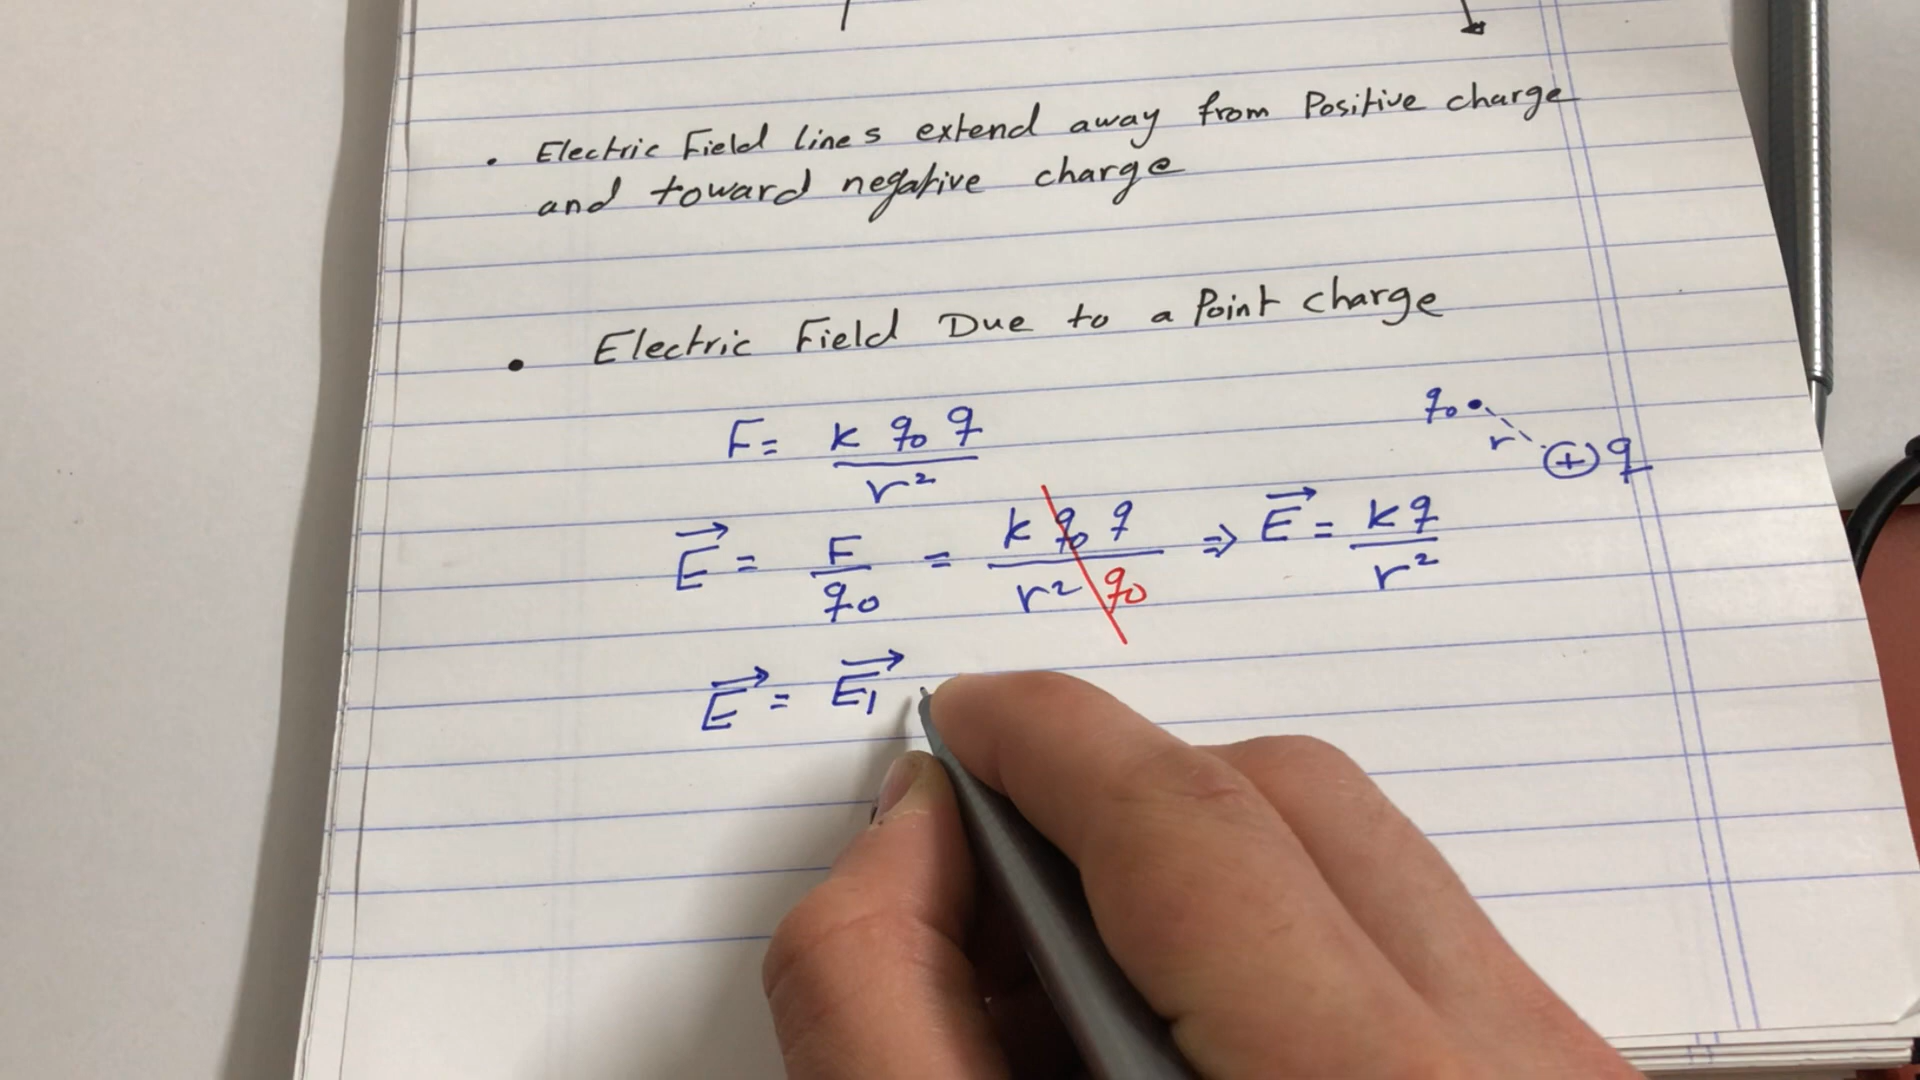 • Electric Field lines extend away from Positive charge
and toward negative charge
• Electric Field Due to a Point charge
F = k q₀ q / r²
q₀ • r ⊕ q
E⃗ = F / q₀ = k q₀ q / r² q₀ ⇒ E⃗ = k q / r²
E⃗ = E⃗₁